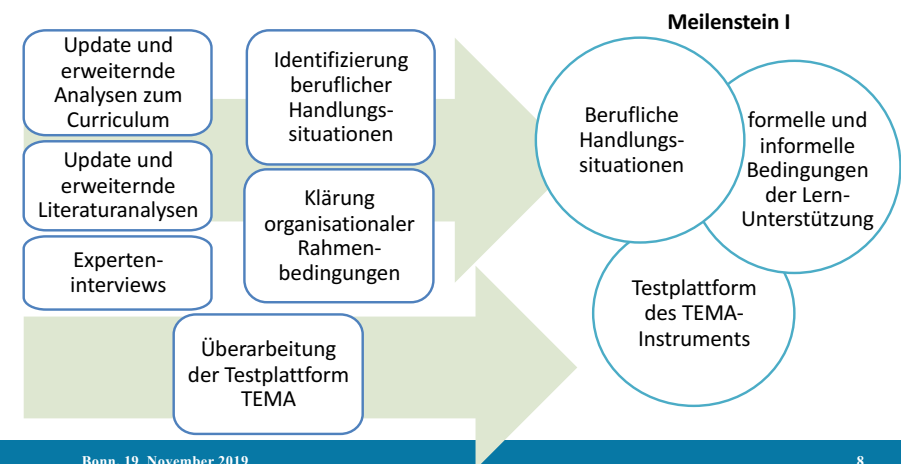 Meilenstein I
Update und
erweiternde
Analysen zum
Curriculum
Update und
erweiternde
Literaturanalysen
Experten-
interviews
Identifizierung
beruflicher
Handlungs-
situationen
Klärung
organisationaler
Rahmen-
bedingungen
Überarbeitung
der Testplattform
TEMA
Berufliche
Handlungs-
situationen
formelle und
informelle
Bedingungen
der Lern-
Unterstützung
Testplattform
des TEMA-
Instruments
Bonn, 19. November 2019
8